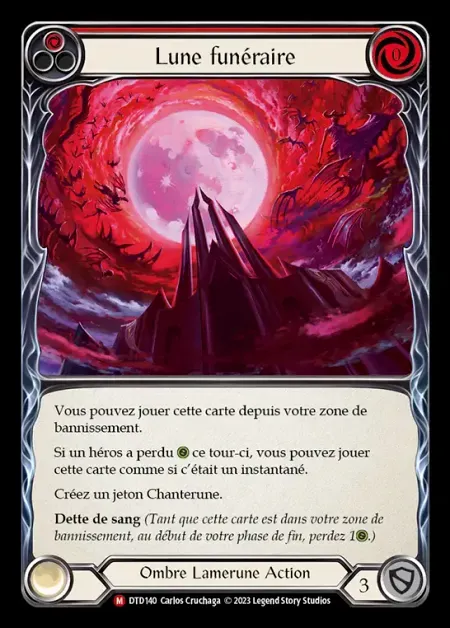 Lune funéraire
0
Vous pouvez jouer cette carte depuis votre zone de
bannissement.
Si un héros a perdu ce tour-ci, vous pouvez jouer
cette carte comme si c'était un instantané.
Créez un jeton Chanterune.
Dette de sang (Tant que cette carte est dans votre zone de
bannissement, au début de votre phase de fin, perdez 1.)
Ombre Lamerune Action
3
M DTD140 Carlos Cruchaga © 2023 Legend Story Studios